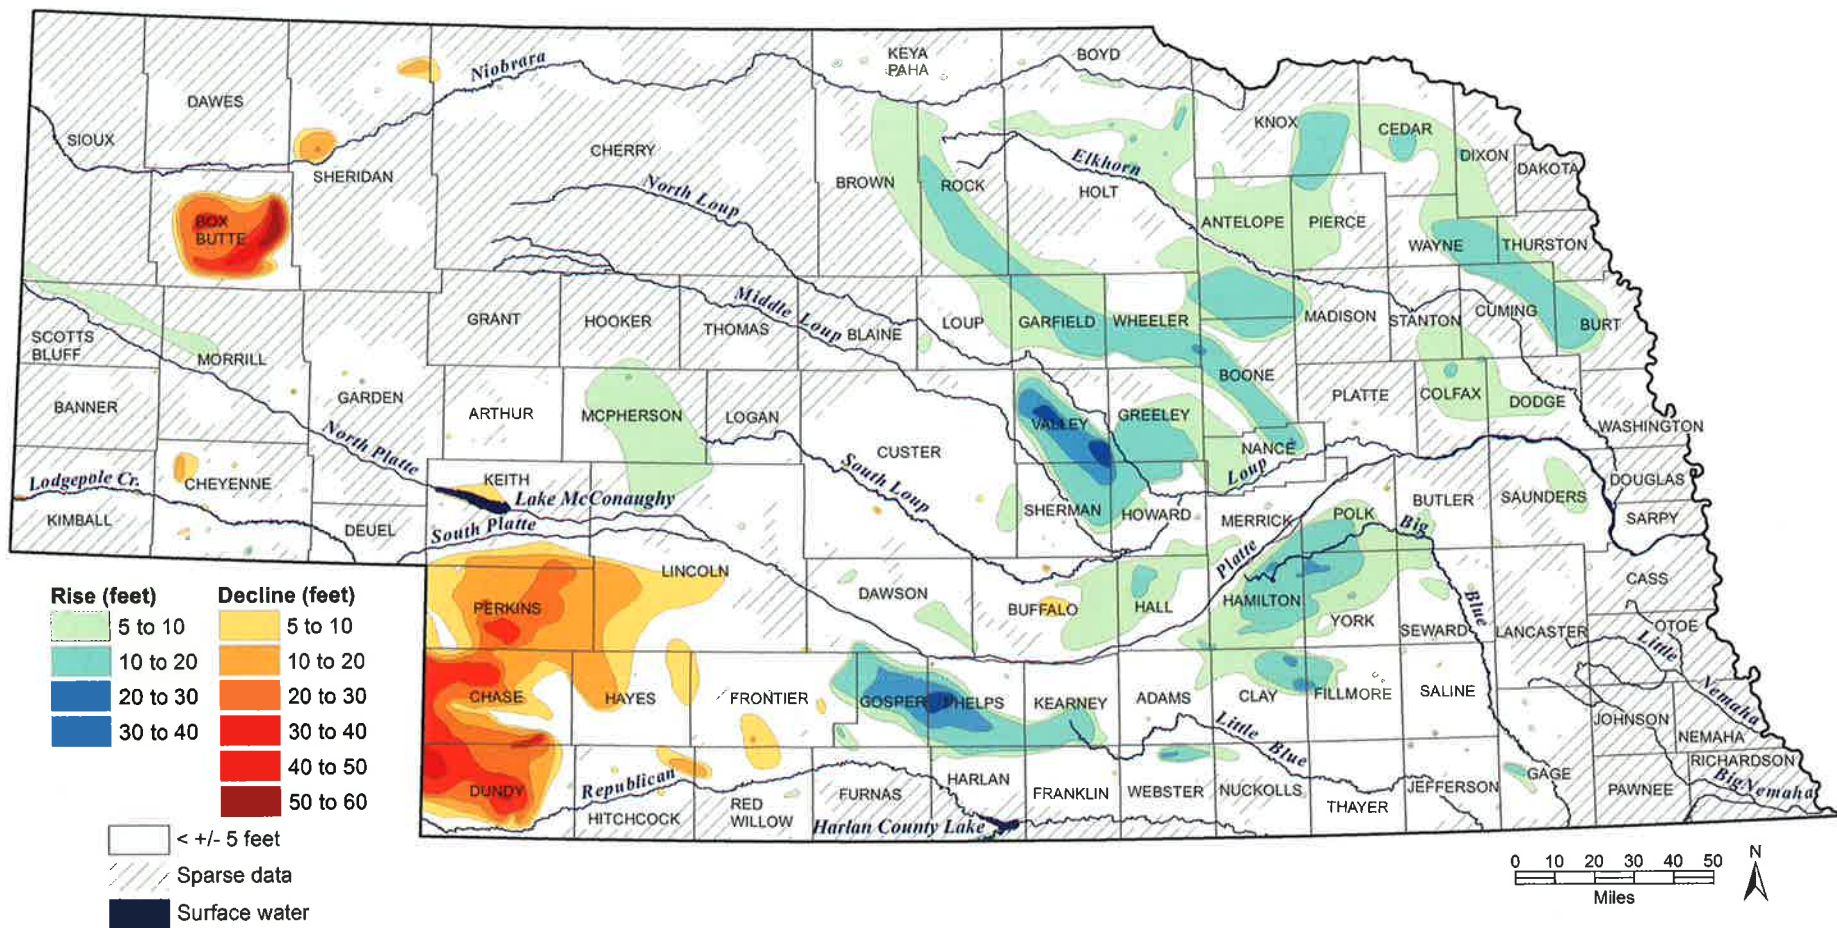 KEYA
PAHA
BOYD
Niobrara
DAWES
SIOUX
KNOX
CEDAR
CHERRY
Elkhorn
DIXON
DAKOTA
SHERIDAN
BROWN
ROCK
HOLT
North Loup
BOX
BUTTE
ANTELOPE
PIERCE
WAYNE
THURSTON
Middle Loup
GRANT
HOOKER
THOMAS
BLAINE
LOUP
GARFIELD
WHEELER
MADISON
STANTON
CUMING
BURT
SCOTTS
BLUFF
MORRILL
BOONE
GARDEN
BANNER
ARTHUR
MCPHERSON
LOGAN
VALLEY
GREELEY
PLATTE
COLFAX
DODGE
WASHINGTON
North Platte
CUSTER
NANCE
South Loup
Loup
Lodgepole Cr.
CHEYENNE
KEITH
Lake McConaughy
DOUGLAS
KIMBALL
DEUEL
South Platte
SHERMAN
HOWARD
MERRICK
POLK
Big
BUTLER
SAUNDERS
SARPY
Platte
LINCOLN
CASS
Rise (feet)
Decline (feet)
PERKINS
DAWSON
BUFFALO
HALL
HAMILTON
YORK
Blue
SEWARD
LANCASTER
OTOE
Little
5 to 10
5 to 10
10 to 20
10 to 20
20 to 30
20 to 30
30 to 40
30 to 40
40 to 50
50 to 60
CHASE
HAYES
FRONTIER
GOSPER
PHELPS
KEARNEY
ADAMS
CLAY
FILLMORE
SALINE
Nemaha
JOHNSON
NEMAHA
Little Blue
Republican
DUNDY
HITCHCOCK
RED
WILLOW
FURNAS
HARLAN
FRANKLIN
WEBSTER
NUCKOLLS
THAYER
JEFFERSON
GAGE
PAWNEE
RICHARDSON
Big Nemaha
Harlan County Lake
< +/- 5 feet
Sparse data
Surface water
0 10 20 30 40 50
Miles
N